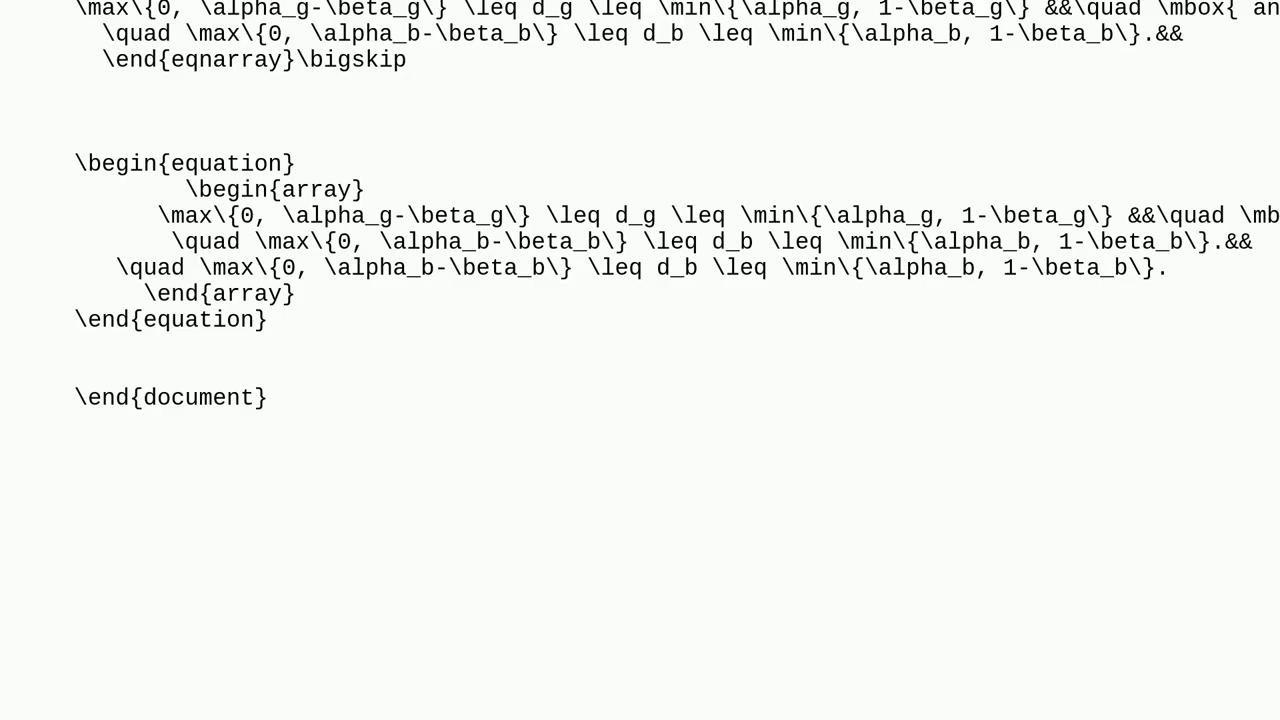 \max\{0, \alpha_g-\beta_g\} \leq d_g \leq \min\{\alpha_g, 1-\beta_g\} &&\quad \mbox{ an
\quad \max\{0, \alpha_b-\beta_b\} \leq d_b \leq \min\{\alpha_b, 1-\beta_b\}.&&
\end{eqnarray}\bigskip
\begin{equation}
\begin{array}
\max\{0, \alpha_g-\beta_g\} \leq d_g \leq \min\{\alpha_g, 1-\beta_g\} &&\quad \mb
\quad \max\{0, \alpha_b-\beta_b\} \leq d_b \leq \min\{\alpha_b, 1-\beta_b\}.&&
\quad \max\{0, \alpha_b-\beta_b\} \leq d_b \leq \min\{\alpha_b, 1-\beta_b\}.
\end{array}
\end{equation}
\end{document}